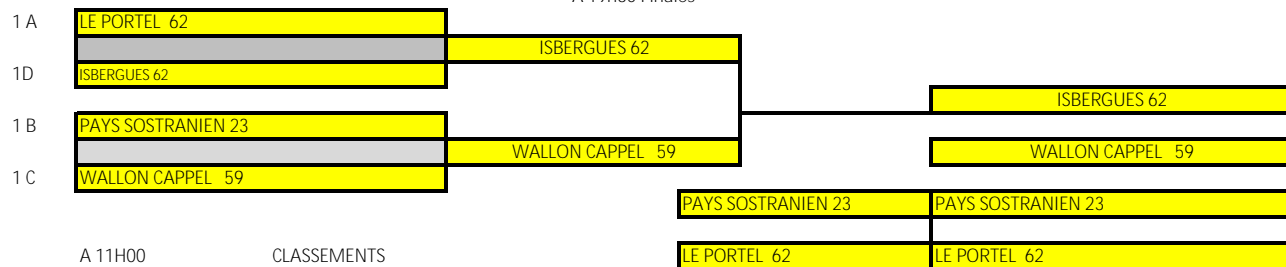 1 A LE PORTEL 62
ISBERGUES 62
1D ISBERGUES 62
ISBERGUES 62
1 B PAYS SOSTRANIEN 23
WALLON CAPPEL 59 WALLON CAPPEL 59
1 C WALLON CAPPEL 59
PAYS SOSTRANIEN 23 PAYS SOSTRANIEN 23
A 11H00 CLASSEMENTS LE PORTEL 62 LE PORTEL 62